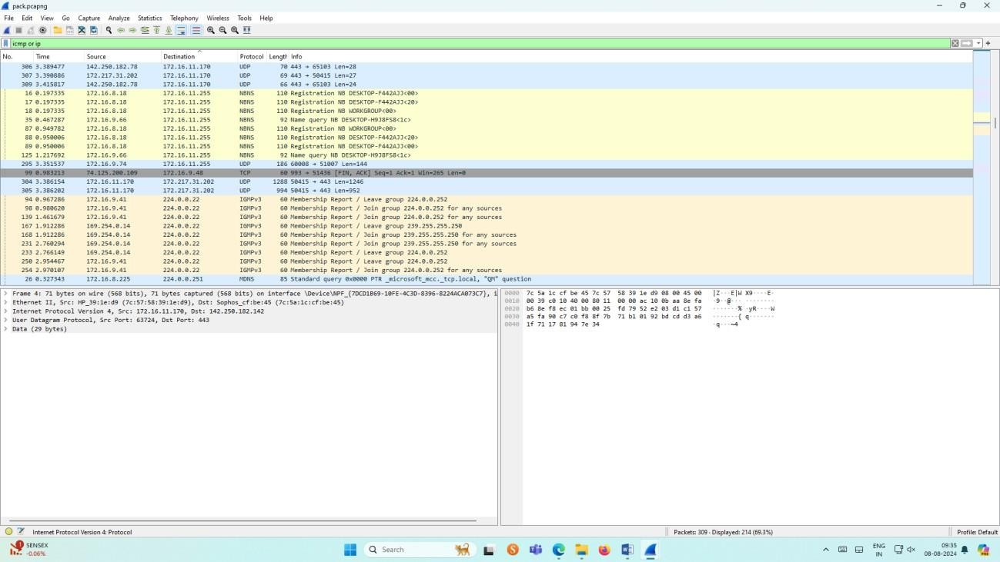 pack.pcapng
File Edit View Go Capture Analyze Statistics Telephony Wireless Tools Help
icmp or ip
No. Time Source Destination Protocol Length Info
306 3.389477 142.250.182.78 172.16.11.170 UDP 70 443 → 65103 Len=28
307 3.390886 172.217.31.202 172.16.11.170 UDP 69 443 → 50415 Len=27
309 3.415817 142.250.182.78 172.16.11.170 UDP 66 443 → 65103 Len=24
16 0.197335 172.16.8.18 172.16.11.255 NBNS 110 Registration NB DESKTOP-F442AJJ<00>
17 0.197335 172.16.8.18 172.16.11.255 NBNS 110 Registration NB DESKTOP-F442AJJ<20>
18 0.197335 172.16.8.18 172.16.11.255 NBNS 110 Registration NB WORKGROUP<00>
35 0.467287 172.16.9.66 172.16.11.255 NBNS 92 Name query NB DESKTOP-H9J8FS8<1c>
87 0.949782 172.16.8.18 172.16.11.255 NBNS 110 Registration NB WORKGROUP<00>
88 0.950006 172.16.8.18 172.16.11.255 NBNS 110 Registration NB DESKTOP-F442AJJ<20>
89 0.950006 172.16.8.18 172.16.11.255 NBNS 110 Registration NB DESKTOP-F442AJJ<00>
125 1.217692 172.16.9.66 172.16.11.255 NBNS 92 Name query NB DESKTOP-H9J8FS8<1c>
295 3.351537 172.16.9.74 172.16.11.255 UDP 186 60008 → 51007 Len=144
99 0.983213 74.125.200.109 172.16.9.48 TCP 60 993 → 51436 [FIN, ACK] Seq=1 Ack=1 Win=265 Len=0
304 3.386154 172.16.11.170 172.217.31.202 UDP 1288 50415 → 443 Len=1246
305 3.386202 172.16.11.170 172.217.31.202 UDP 994 50415 → 443 Len=952
94 0.967286 172.16.9.41 224.0.0.22 IGMPv3 60 Membership Report / Leave group 224.0.0.252
98 0.980620 172.16.9.41 224.0.0.22 IGMPv3 60 Membership Report / Join group 224.0.0.252 for any sources
139 1.461679 172.16.9.41 224.0.0.22 IGMPv3 60 Membership Report / Join group 224.0.0.252 for any sources
167 1.912286 169.254.0.14 224.0.0.22 IGMPv3 60 Membership Report / Leave group 239.255.255.250
168 1.912286 169.254.0.14 224.0.0.22 IGMPv3 60 Membership Report / Join group 239.255.255.250 for any sources
231 2.760294 169.254.0.14 224.0.0.22 IGMPv3 60 Membership Report / Join group 239.255.255.250 for any sources
233 2.766149 169.254.0.14 224.0.0.22 IGMPv3 60 Membership Report / Leave group 224.0.0.252
250 2.954467 172.16.9.41 224.0.0.22 IGMPv3 60 Membership Report / Leave group 224.0.0.252
254 2.970107 172.16.9.41 224.0.0.22 IGMPv3 60 Membership Report / Join group 224.0.0.252 for any sources
26 0.327343 172.16.8.225 224.0.0.251 MDNS 85 Standard query 0x0000 PTR _microsoft_mcc._tcp.local, "QM" question
Frame 4: 71 bytes on wire (568 bits), 71 bytes captured (568 bits) on interface \Device\NPF_{7DCD1B69-10FE-4C3D-8396-8224ACA073C7}, i
Ethernet II, Src: HP_39:1e:d9 (7c:57:58:39:1e:d9), Dst: Sophos_cf:be:45 (7c:5a:1c:cf:be:45)
Internet Protocol Version 4, Src: 172.16.11.170, Dst: 142.250.182.142
User Datagram Protocol, Src Port: 63724, Dst Port: 443
Data (29 bytes)
0000 7c 5a 1c cf be 45 7c 57 58 39 1e d9 08 00 45 00 |Z···E|W X9····E·
0010 00 39 c0 10 40 00 80 11 00 00 ac 10 0b aa 8e fa ·9··@··· ········
0020 b6 8e f8 ec 01 bb 00 25 fd 79 52 e2 03 d1 c1 57 ·······% ·yR····W
0030 a5 fa 90 c7 c0 f8 8f 7b 71 b1 01 92 bd cd d3 a6 ·······{ q·······
0040 1f 71 17 81 94 7e 34 ·q···~4
Internet Protocol Version 4: Protocol
Packets: 309 · Displayed: 214 (69.3%)
Profile: Default
SENSEX
-0.06%
Search
ENG
IN
09:35
08-08-2024